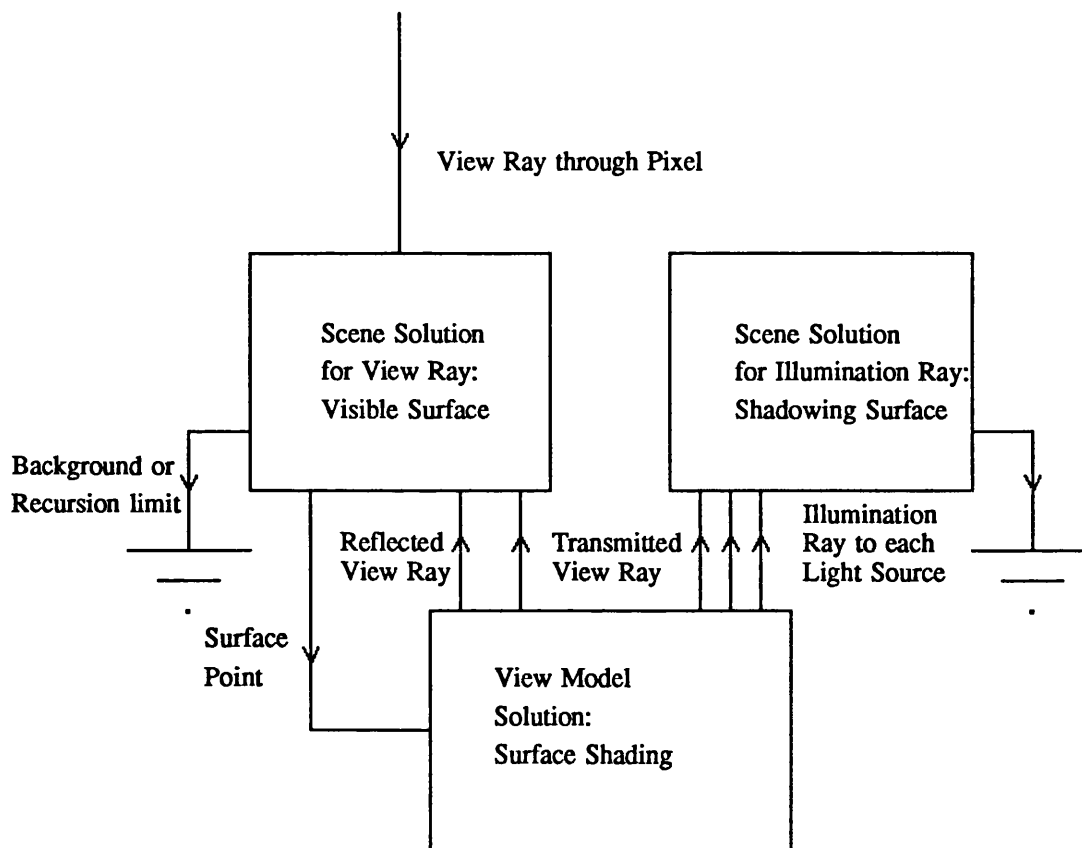 View Ray through Pixel
Scene Solution
for View Ray:
Visible Surface
Scene Solution
for Illumination Ray:
Shadowing Surface
Background or
Recursion limit
Reflected
View Ray
Transmitted
View Ray
Illumination
Ray to each
Light Source
Surface
Point
View Model
Solution:
Surface Shading